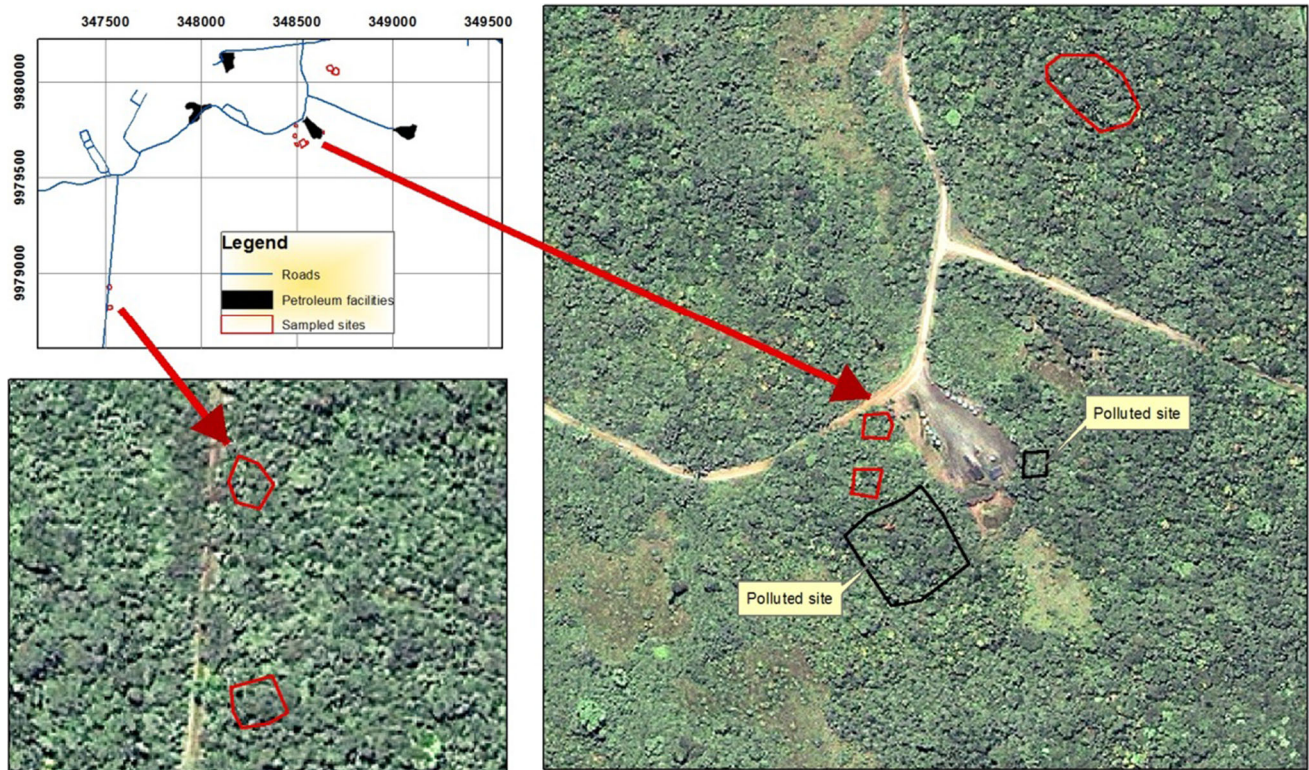 347500 348000 348500 349000 349500
9980000
9979500
9979000
Legend
Roads
Petroleum facilities
Sampled sites
Polluted site
Polluted site